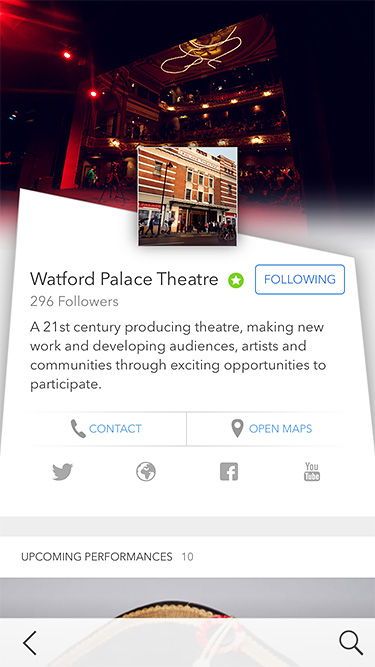 Watford Palace Theatre
FOLLOWING
296 Followers
A 21st century producing theatre, making new
work and developing audiences, artists and
communities through exciting opportunities to
participate.
CONTACT
OPEN MAPS
You
Tube
UPCOMING PERFORMANCES 10